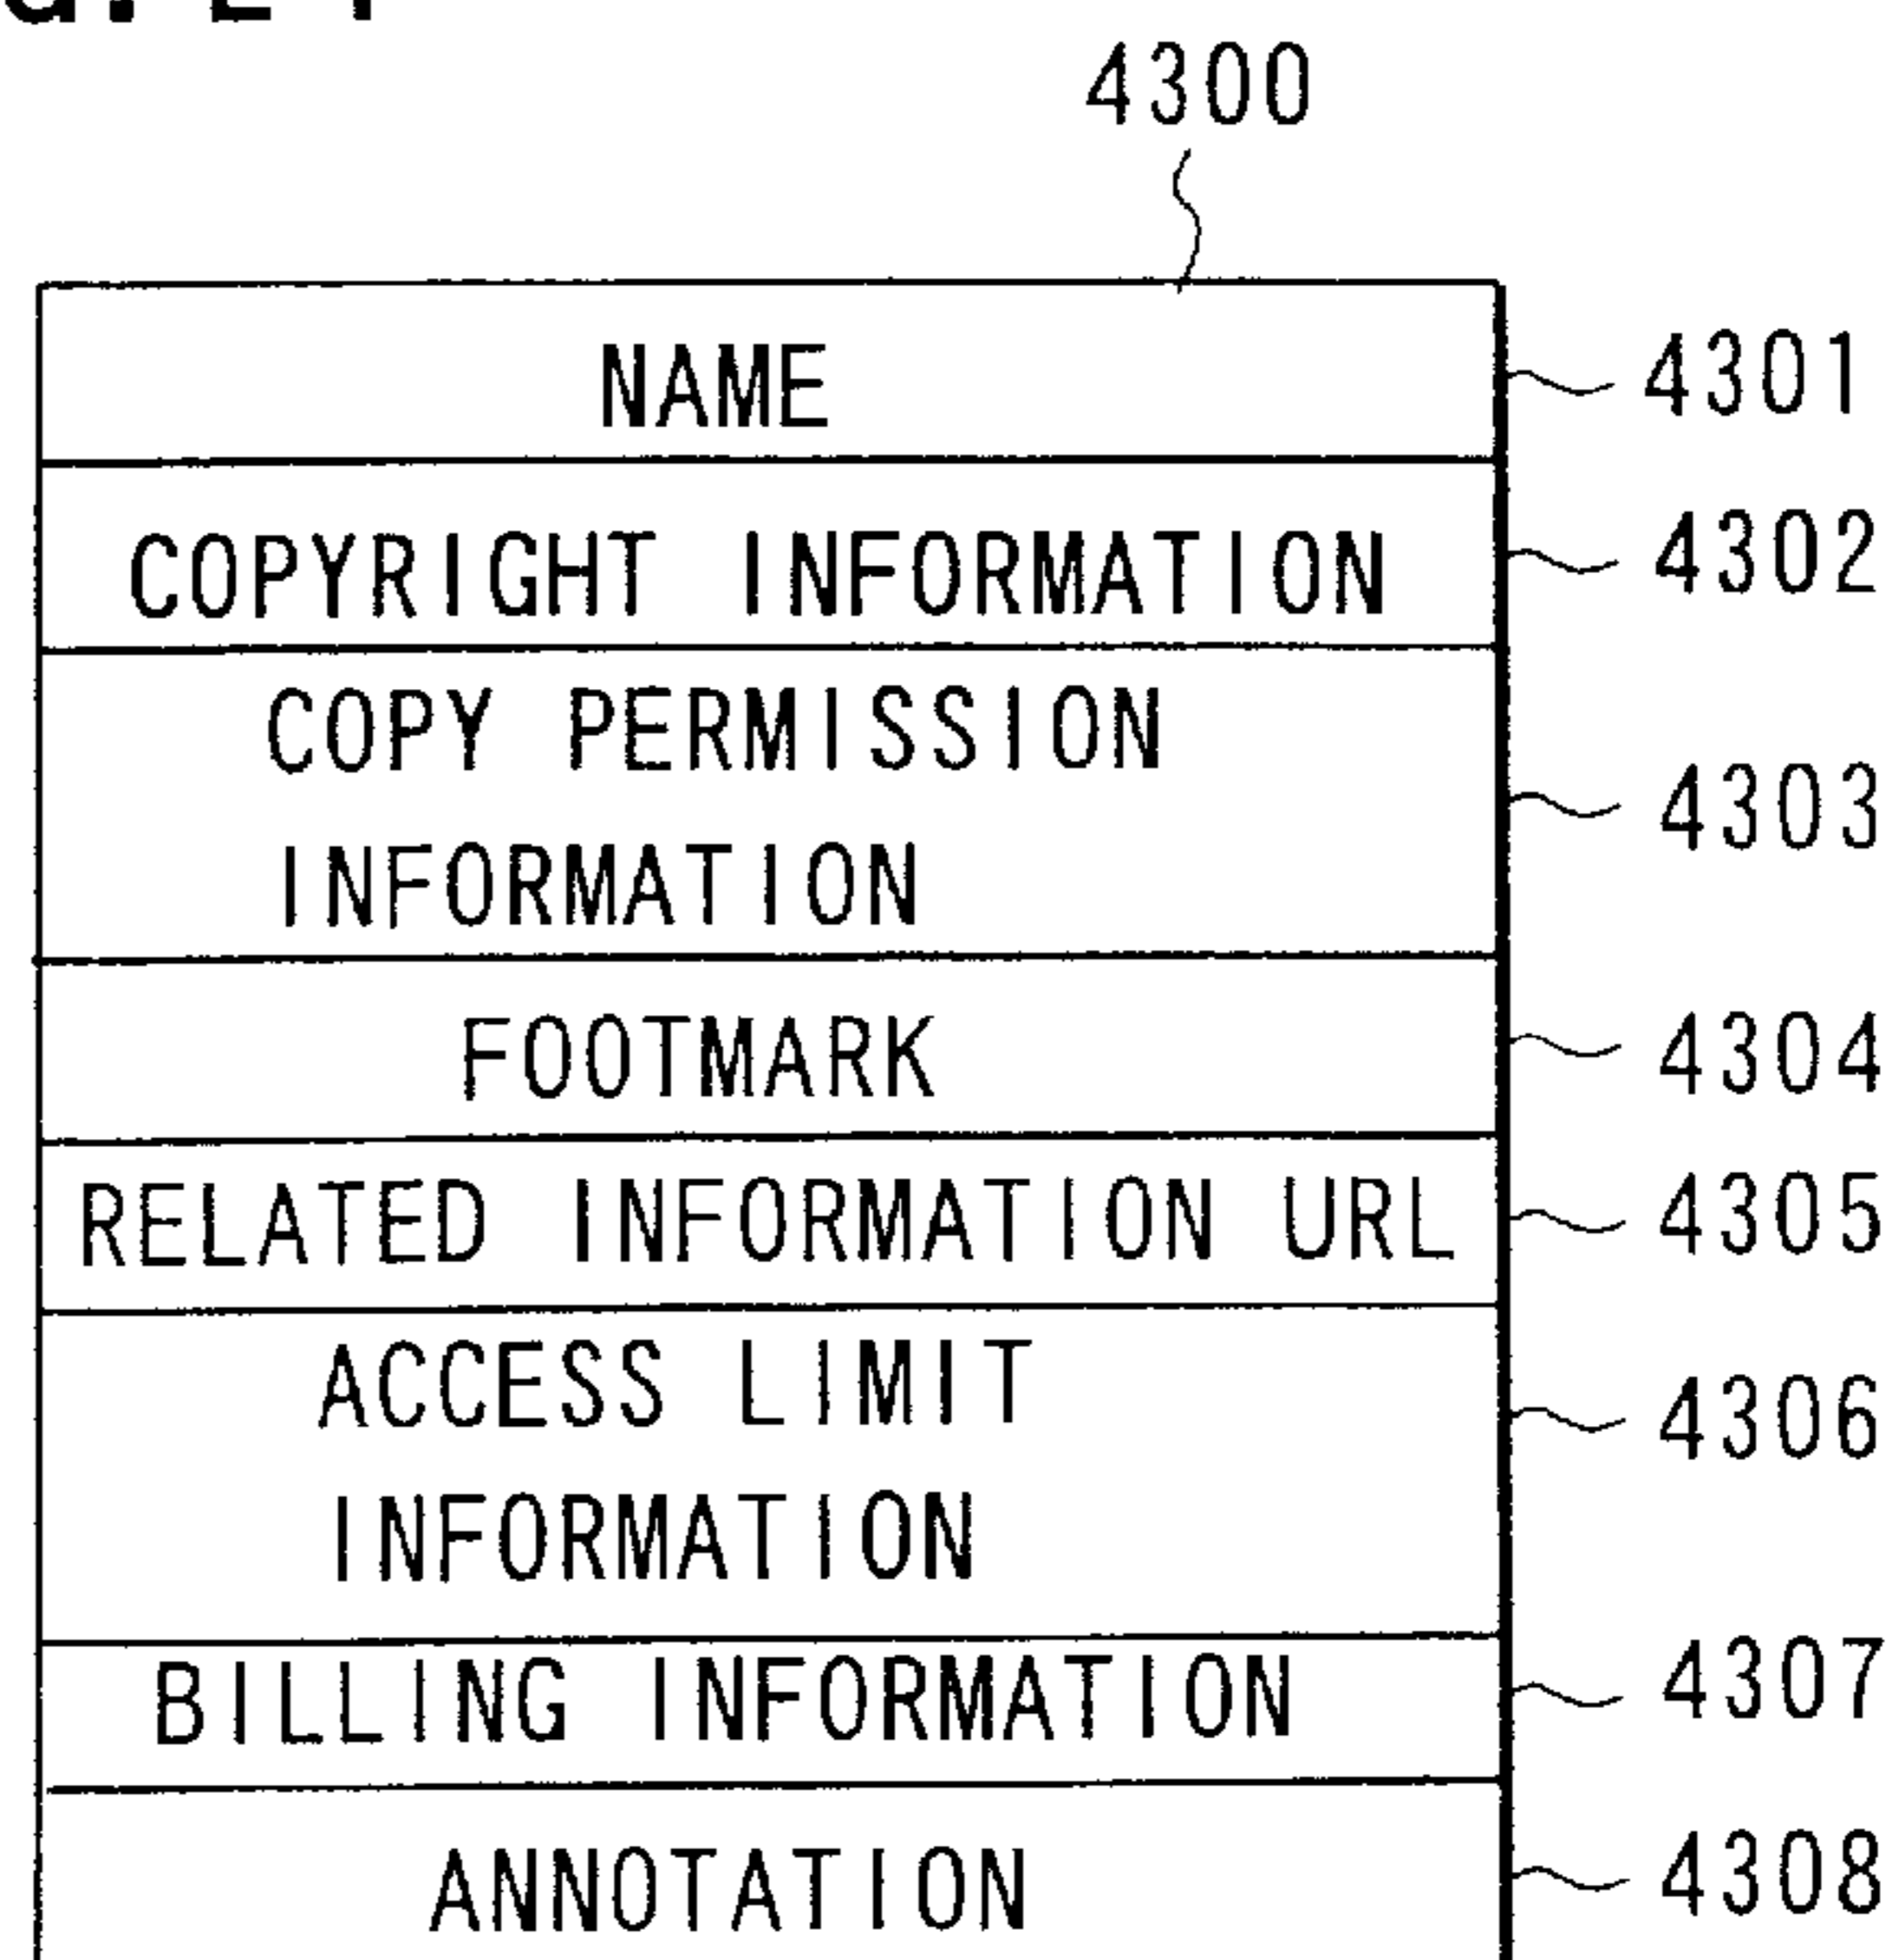 4300
NAME 4301
COPYRIGHT INFORMATION 4302
COPY PERMISSION
INFORMATION 4303
FOOTMARK 4304
RELATED INFORMATION URL 4305
ACCESS LIMIT
INFORMATION 4306
BILLING INFORMATION 4307
ANNOTATION 4308